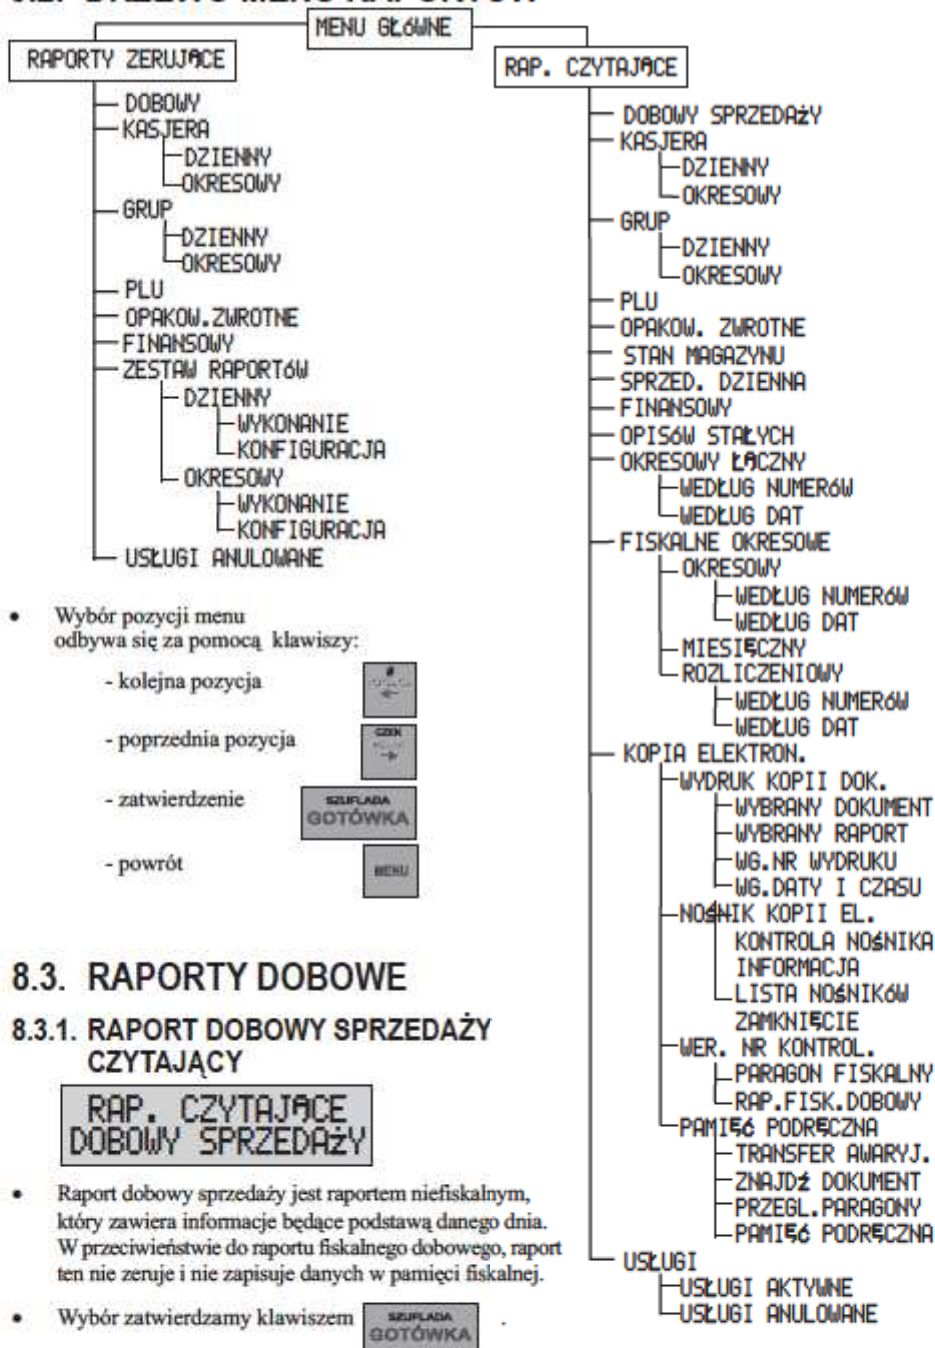 MENU GŁÓWNE
RAPORTY ZERUJĄCE
DOBOWY
KASJERA
DZIENNY
OKRESOWY
GRUP
DZIENNY
OKRESOWY
PLU
OPAKOW.ZWROTNE
FINANSOWY
ZESTAW RAPORTÓW
DZIENNY
WYKONANIE
KONFIGURACJA
OKRESOWY
WYKONANIE
KONFIGURACJA
USŁUGI ANULOWANE
• Wybór pozycji menu
odbywa się za pomocą klawiszy:
- kolejna pozycja
#
←
- poprzednia pozycja
CZEK
→
- zatwierdzenie
SZUFLADA
GOTÓWKA
- powrót
MENU
8.3. RAPORTY DOBOWE
8.3.1. RAPORT DOBOWY SPRZEDAŻY
CZYTAJĄCY
RAP. CZYTAJĄCE
DOBOWY SPRZEDAŻY
• Raport dobowy sprzedaży jest raportem niefiskalnym,
który zawiera informacje będące podstawą danego dnia.
W przeciwieństwie do raportu fiskalnego dobowego, raport
ten nie zeruje i nie zapisuje danych w pamięci fiskalnej.
• Wybór zatwierdzamy klawiszem SZUFLADA GOTÓWKA .
RAP. CZYTAJĄCE
DOBOWY SPRZEDAŻY
KASJERA
DZIENNY
OKRESOWY
GRUP
DZIENNY
OKRESOWY
PLU
OPAKOW. ZWROTNE
STAN MAGAZYNU
SPRZED. DZIENNA
FINANSOWY
OPISÓW STAŁYCH
OKRESOWY ŁĄCZNY
WEDŁUG NUMERÓW
WEDŁUG DAT
FISKALNE OKRESOWE
OKRESOWY
WEDŁUG NUMERÓW
WEDŁUG DAT
MIESIĘCZNY
ROZLICZENIOWY
WEDŁUG NUMERÓW
WEDŁUG DAT
KOPIA ELEKTRON.
WYDRUK KOPII DOK.
WYBRANY DOKUMENT
WYBRANY RAPORT
WG.NR WYDRUKU
WG.DATY I CZASU
NOŚNIK KOPII EL.
KONTROLA NOŚNIKA
INFORMACJA
LISTA NOŚNIKÓW
ZAMKNIĘCIE
WER. NR KONTROL.
PARAGON FISKALNY
RAP.FISK.DOBOWY
PAMIĘĆ PODRĘCZNA
TRANSFER AWARYJ.
ZNAJDŹ DOKUMENT
PRZEGL.PARAGONY
PAMIĘĆ PODRĘCZNA
USŁUGI
USŁUGI AKTYWNE
USŁUGI ANULOWANE